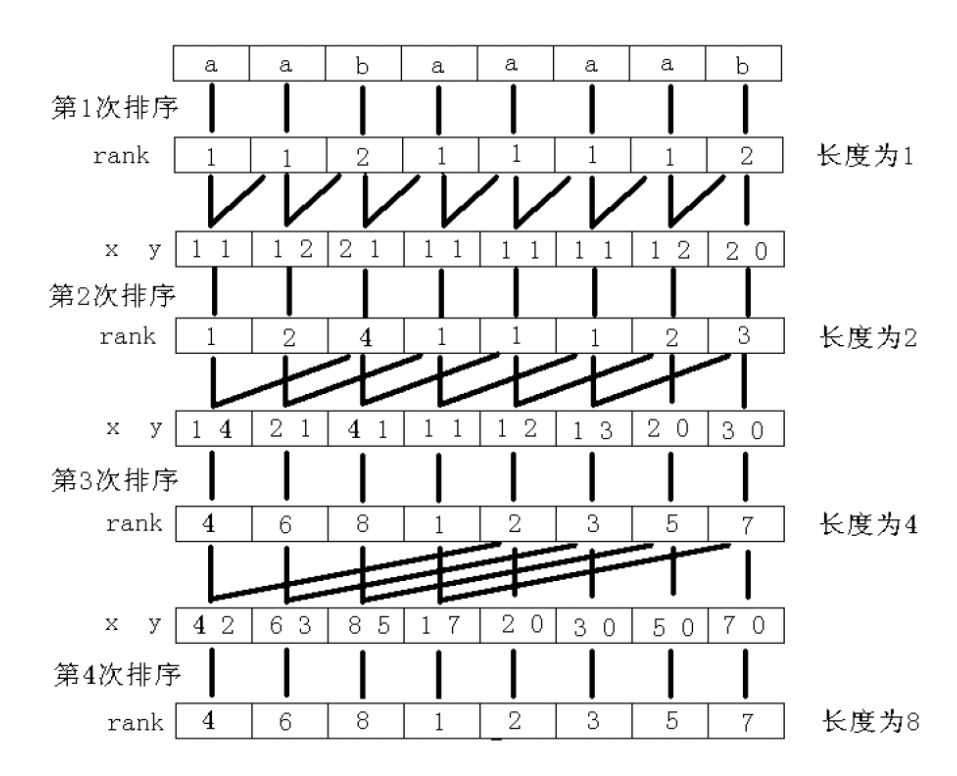 a a b a a a a b
第1次排序
rank 1 1 2 1 1 1 1 2 长度为1
x y 1 1 1 2 2 1 1 1 1 1 1 1 1 2 2 0
第2次排序
rank 1 2 4 1 1 1 2 3 长度为2
x y 1 4 2 1 4 1 1 1 1 2 1 3 2 0 3 0
第3次排序
rank 4 6 8 1 2 3 5 7 长度为4
x y 4 2 6 3 8 5 1 7 2 0 3 0 5 0 7 0
第4次排序
rank 4 6 8 1 2 3 5 7 长度为8